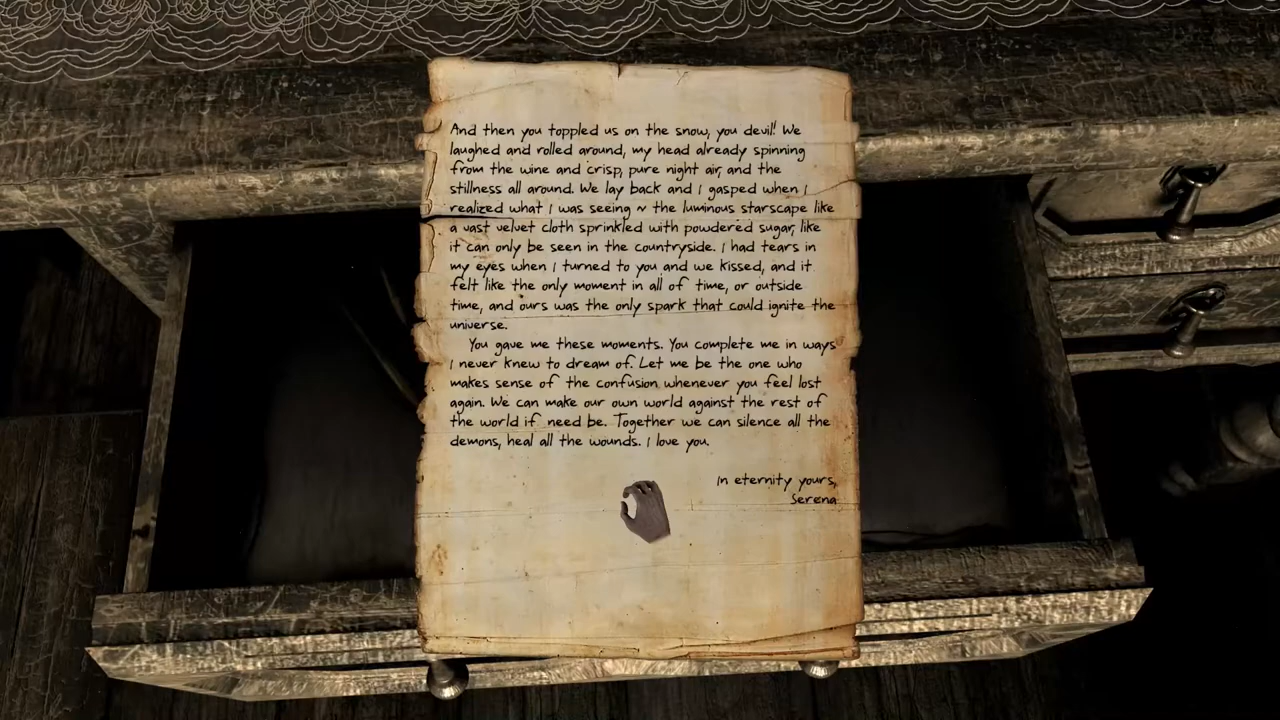 And then you toppled us on the snow, you devil! We
laughed and rolled around, my head already spinning
from the wine and crisp, pure night air, and the
stillness all around. We lay back and I gasped when I
realized what I was seeing ~ the luminous starscape like
a vast velvet cloth sprinkled with powdered sugar, like
it can only be seen in the countryside. I had tears in
my eyes when I turned to you and we kissed, and it
felt like the only moment in all of time, or outside
time, and ours was the only spark that could ignite the
universe.
You gave me these moments. You complete me in ways
I never knew to dream of. Let me be the one who
makes sense of the confusion whenever you feel lost
again. We can make our own world against the rest of
the world if need be. Together we can silence all the
demons, heal all the wounds. I love you.
In eternity yours,
Serena